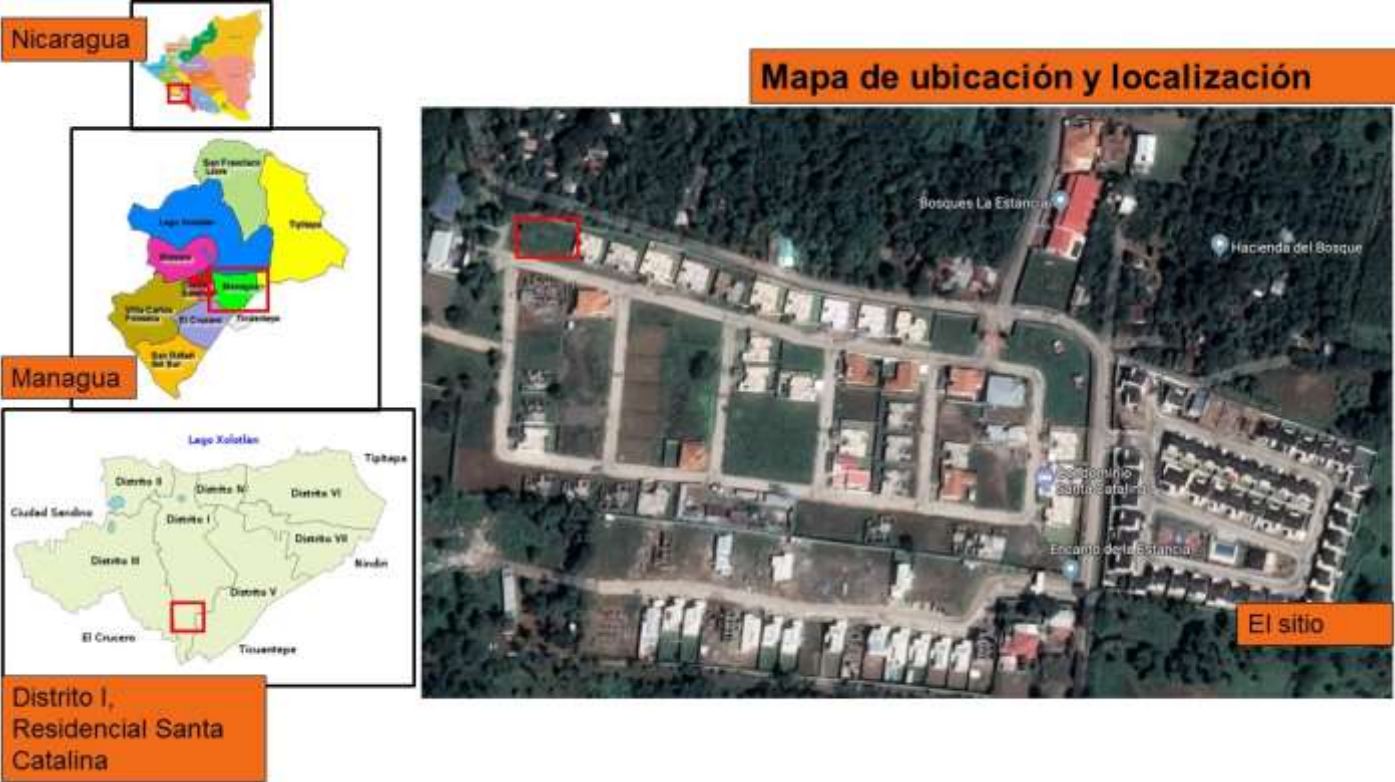 Nicaragua
Mapa de ubicación y localización
San Francisco
Libre
Lago Xolotlán
Tipitapa
Managua
Villa Carlos
Fonseca
El Crucero
Ticuantepe
San Rafael
del Sur
Managua
Lago Xolotlán
Tipitapa
Distrito II
Distrito IV
Distrito VI
Ciudad Sandino
Distrito I
Distrito VII
Distrito III
Nindiri
Distrito V
El Crucero
Ticuantepe
Distrito I,
Residencial Santa
Catalina
Bosques La Estancia
Hacienda del Bosque
Condominio
Santa Catalina
Encanto de la Estancia
El sitio